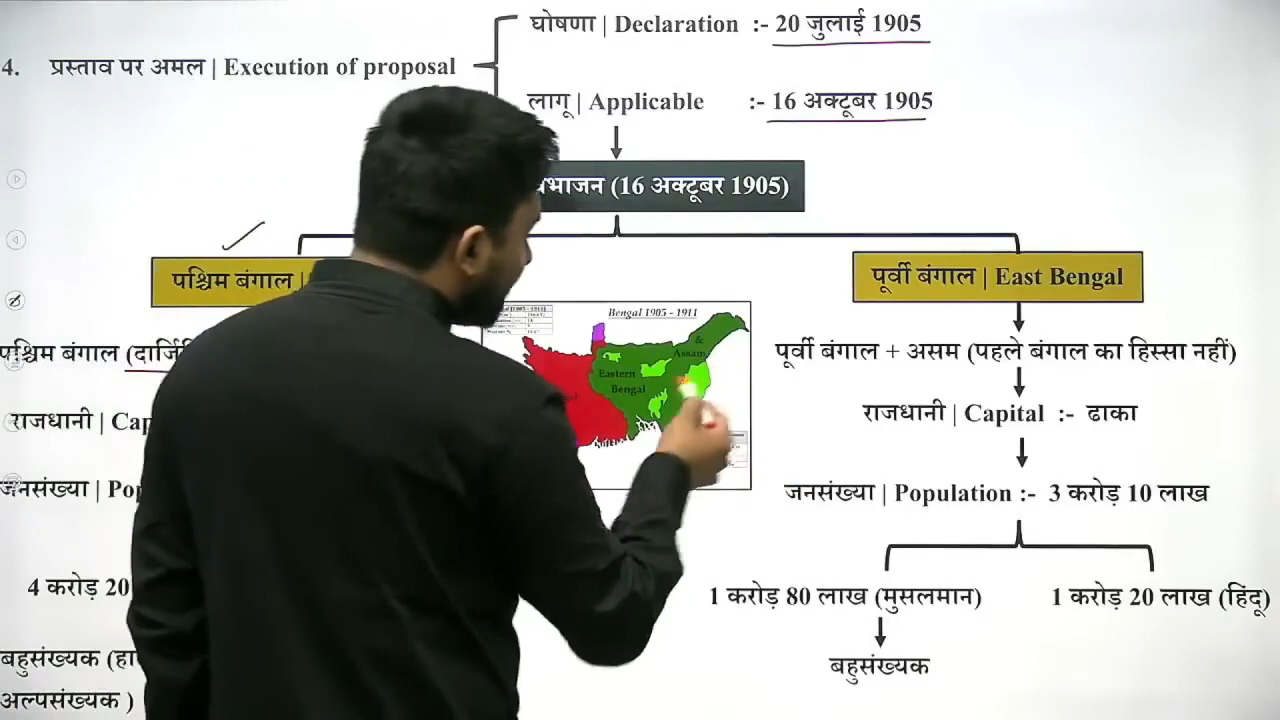 घोषणा | Declaration :- 20 जुलाई 1905
4. प्रस्ताव पर अमल | Execution of proposal
लागू | Applicable :- 16 अक्टूबर 1905
(16 अक्टूबर 1905)
पश्चिम बंगाल |
पूर्वी बंगाल | East Bengal
Bengal 1905 - 1911
& Assam
Eastern
Bengal
पश्चिम बंगाल
पूर्वी बंगाल + असम (पहले बंगाल का हिस्सा नहीं)
राजधानी |
राजधानी | Capital :- ढाका
जनसंख्या |
जनसंख्या | Population :- 3 करोड़ 10 लाख
4 करोड़ 20
1 करोड़ 80 लाख (मुसलमान)
1 करोड़ 20 लाख (हिंदू)
बहुसंख्यक
बहुसंख्यक
अल्पसंख्यक )